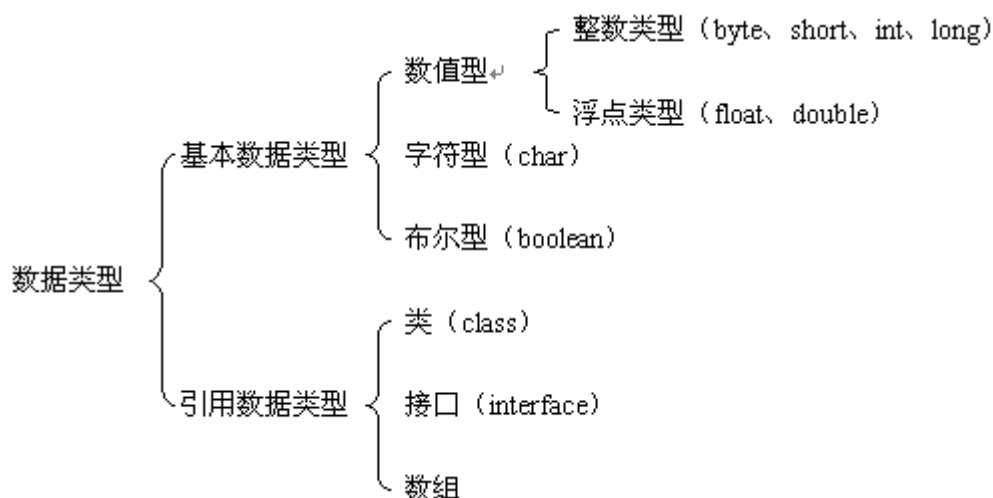 整数类型（byte、short、int、long）
数值型↵
浮点类型（float、double）
基本数据类型
字符型（char）
布尔型（boolean）
数据类型
类（class）
引用数据类型
接口（interface）
数组